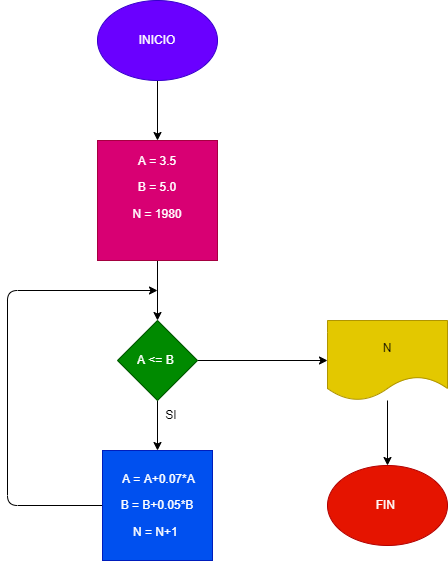 INICIO
A = 3.5
B = 5.0
N = 1980
A <= B
N
SI
A = A+0.07*A
B = B+0.05*B
N = N+1
FIN